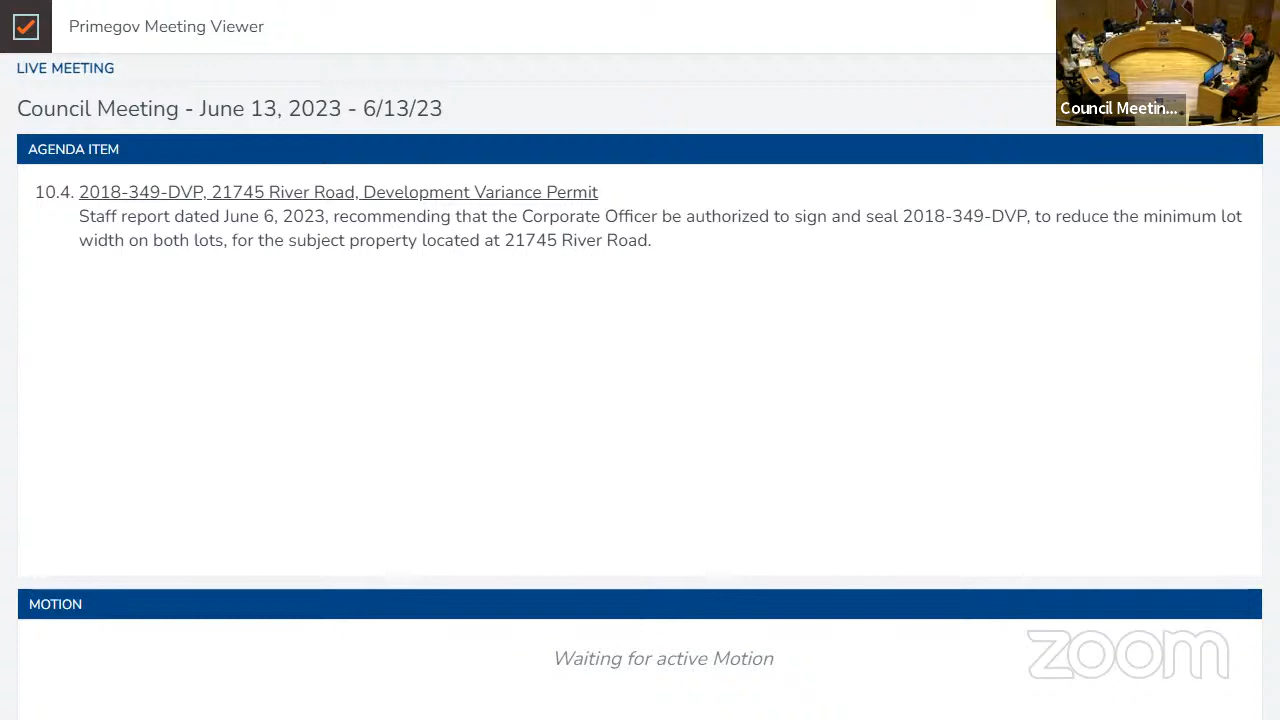 Primegov Meeting Viewer
LIVE MEETING
Council Meetin...
Council Meeting - June 13, 2023 - 6/13/23
AGENDA ITEM
10.4. 2018-349-DVP, 21745 River Road, Development Variance Permit
Staff report dated June 6, 2023, recommending that the Corporate Officer be authorized to sign and seal 2018-349-DVP, to reduce the minimum lot
width on both lots, for the subject property located at 21745 River Road.
MOTION
Waiting for active Motion
zoom